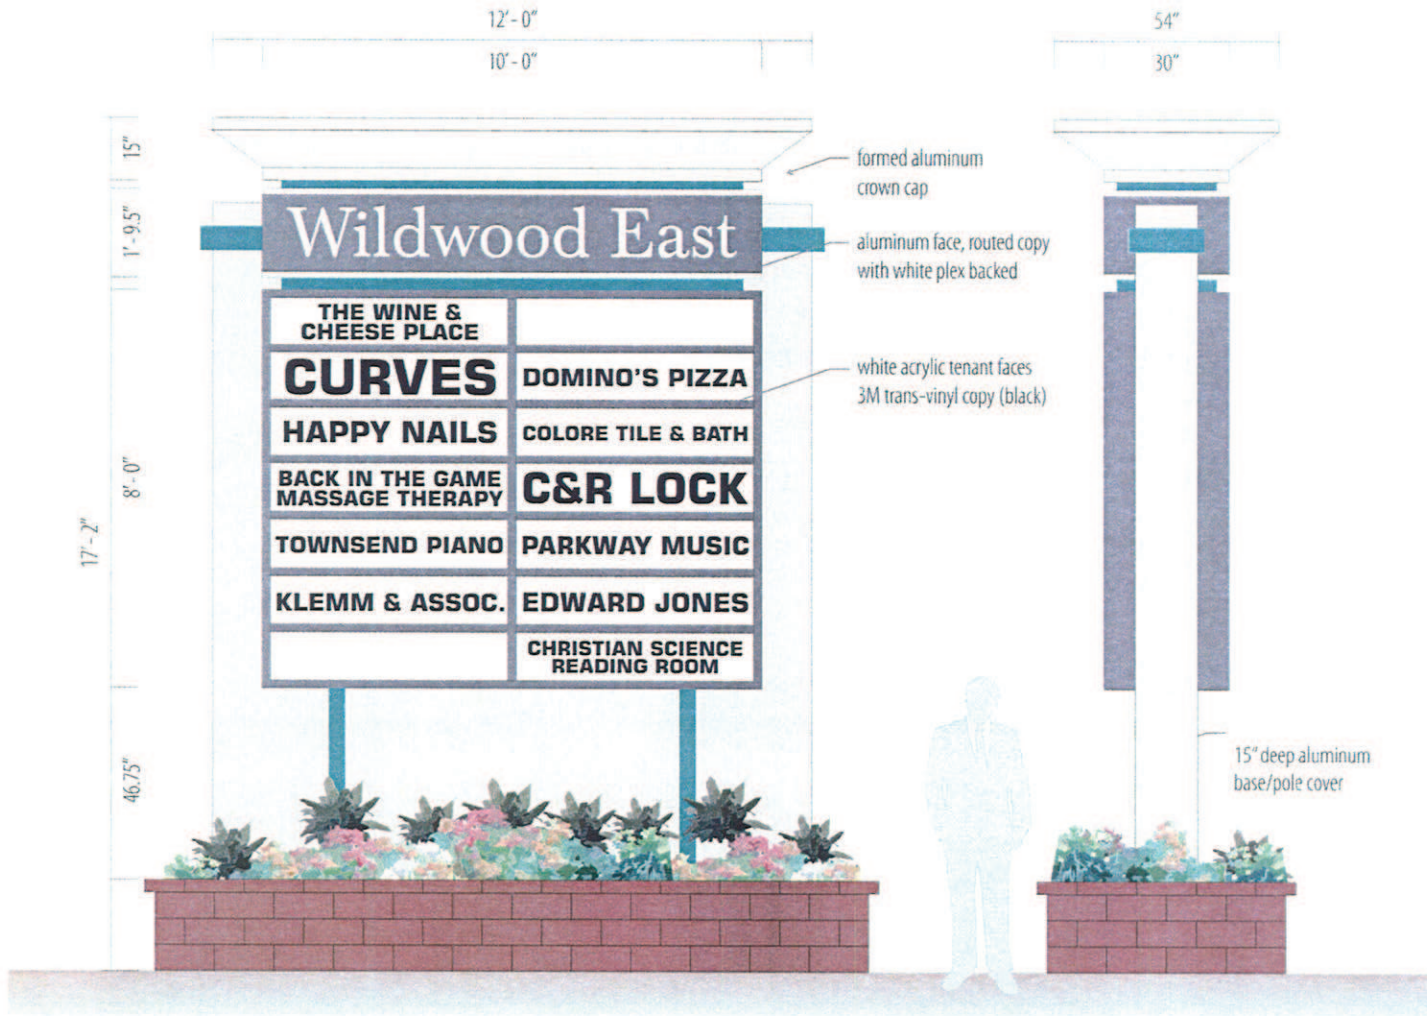 12'-0"
10'-0"
54"
30"
15"
1'-9.5"
8'-0"
17'-2"
46.75"
formed aluminum
crown cap
Wildwood East
aluminum face, routed copy
with white plex backed
THE WINE &
CHEESE PLACE
CURVES
DOMINO'S PIZZA
white acrylic tenant faces
3M trans-vinyl copy (black)
HAPPY NAILS
COLORE TILE & BATH
BACK IN THE GAME
MASSAGE THERAPY
C&R LOCK
TOWNSEND PIANO
PARKWAY MUSIC
KLEMM & ASSOC.
EDWARD JONES
CHRISTIAN SCIENCE
READING ROOM
15" deep aluminum
base/pole cover